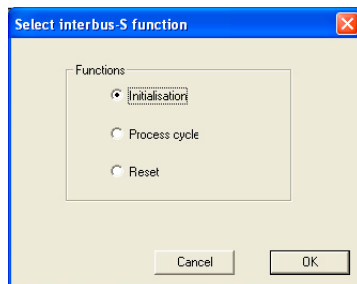 Select interbus-S function
Functions
Initialisation
Process cycle
Reset
Cancel OK